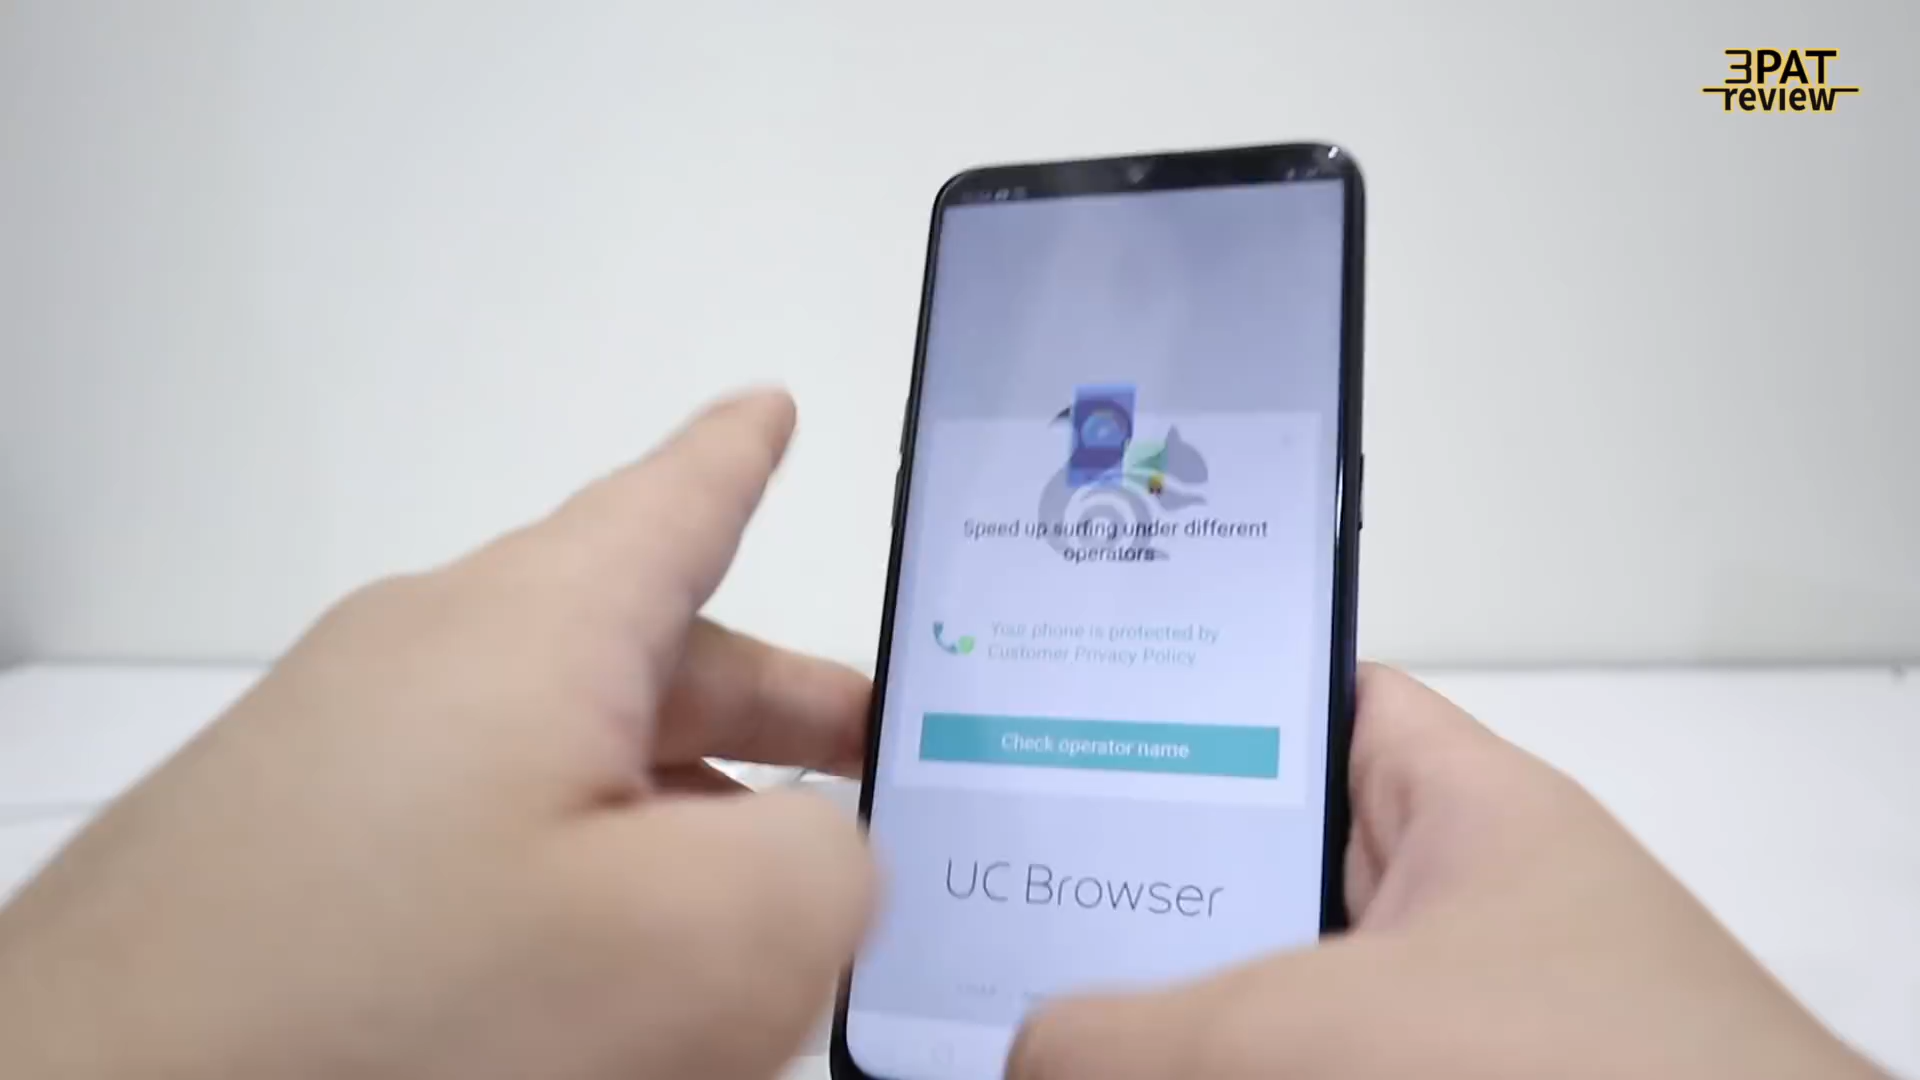 3PAT
review
Speed up surfing under different
operators
Your phone is protected by
Customer Privacy Policy
Check operator name
UC Browser